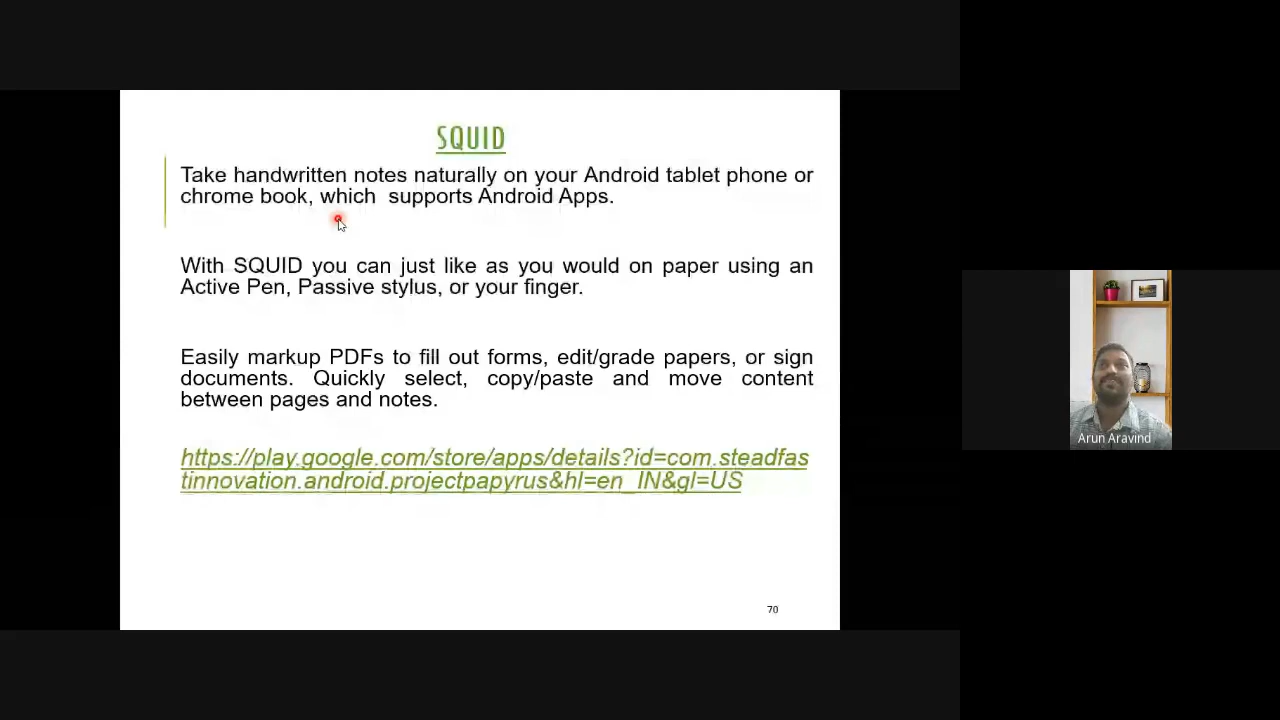 SQUID
Take handwritten notes naturally on your Android tablet phone or
chrome book, which supports Android Apps.
With SQUID you can just like as you would on paper using an
Active Pen, Passive stylus, or your finger.
Easily markup PDFs to fill out forms, edit/grade papers, or sign
documents. Quickly select, copy/paste and move content
between pages and notes.
https://play.google.com/store/apps/details?id=com.steadfas
tinnovation.android.projectpapyrus&hl=en_IN&gl=US
70
Arun Aravind